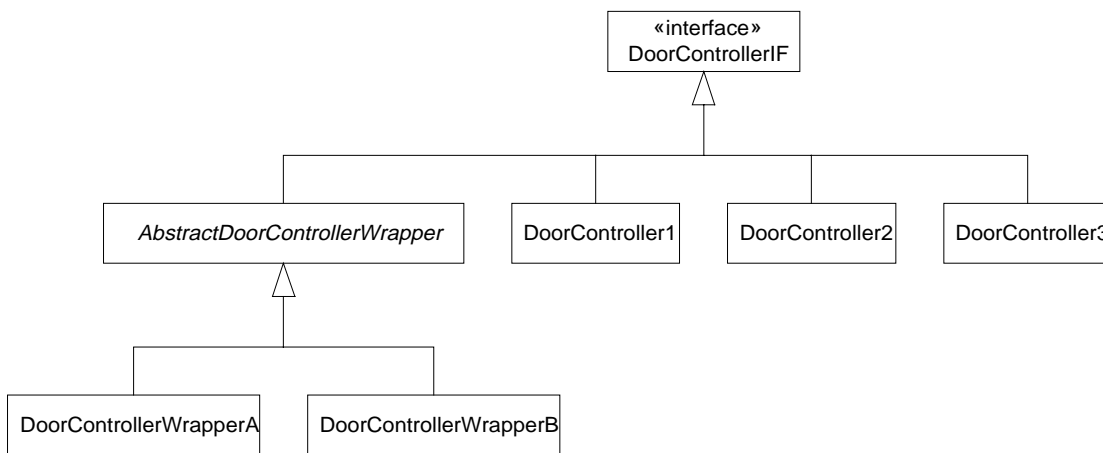 «interface»
DoorControllerIF
AbstractDoorControllerWrapper
DoorController1
DoorController2
DoorController3
DoorControllerWrapperA
DoorControllerWrapperB